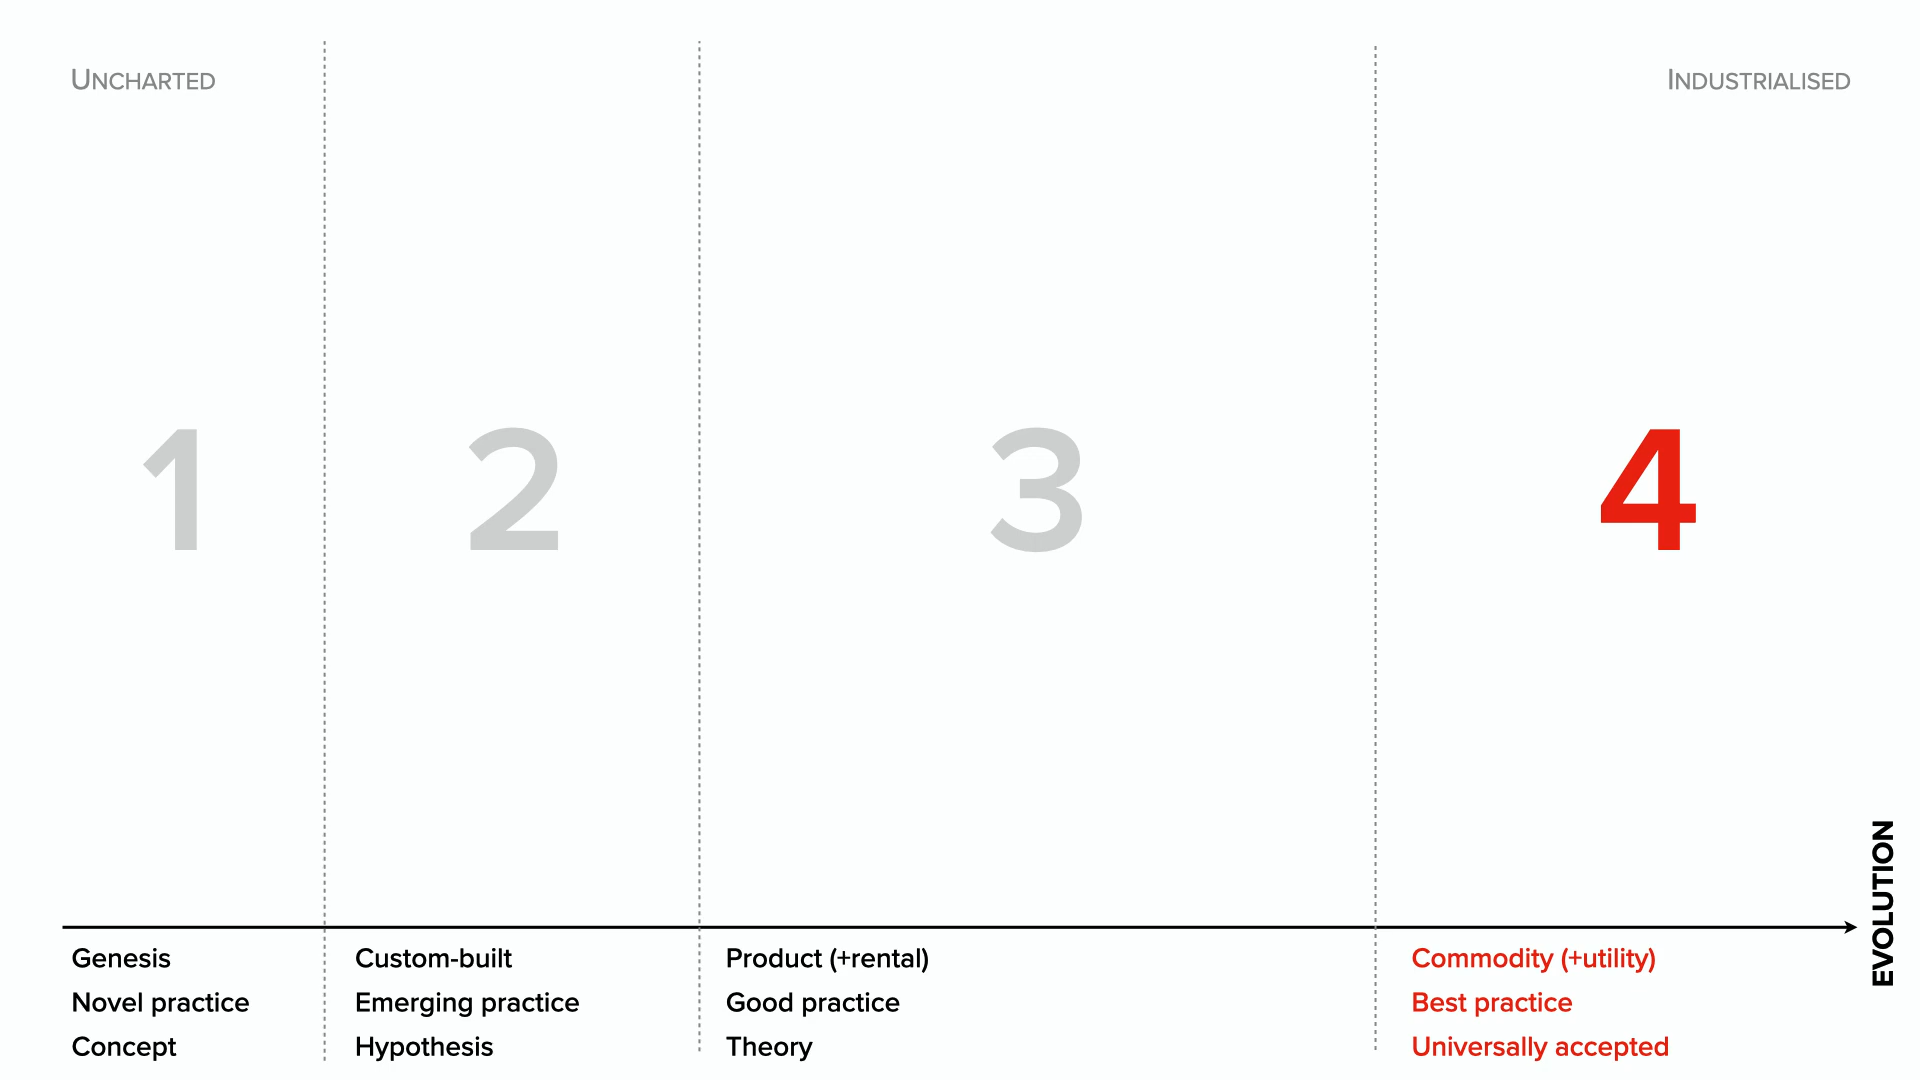 UNCHARTED
INDUSTRIALISED
1
2
3
4
EVOLUTION
Genesis
Novel practice
Concept
Custom-built
Emerging practice
Hypothesis
Product (+rental)
Good practice
Theory
Commodity (+utility)
Best practice
Universally accepted